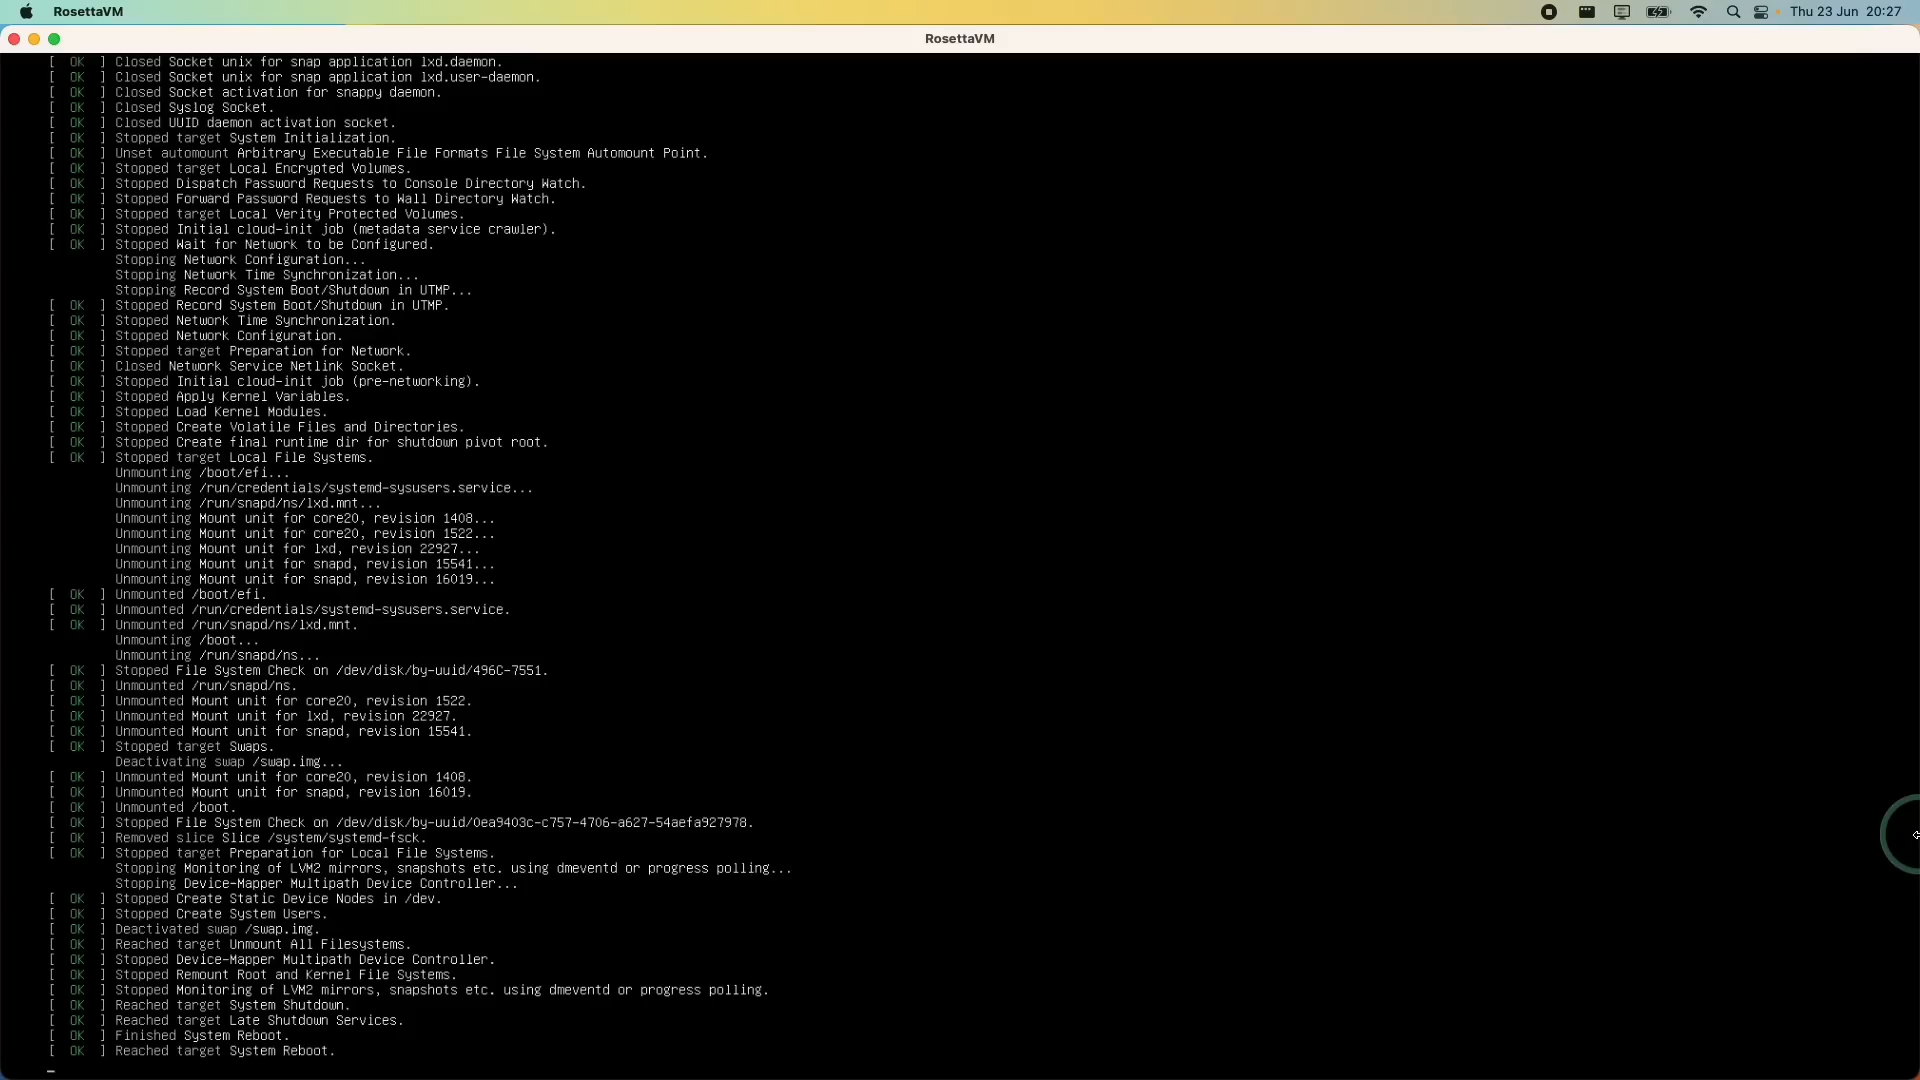 RosettaVM
Thu 23 Jun 20:27
RosettaVM
[ OK ] Closed Socket unix for snap application lxd.daemon.
[ OK ] Closed Socket unix for snap application lxd.user-daemon.
[ OK ] Closed Socket activation for snappy daemon.
[ OK ] Closed Syslog Socket.
[ OK ] Closed UUID daemon activation socket.
[ OK ] Stopped target System Initialization.
[ OK ] Unset automount Arbitrary Executable File Formats File System Automount Point.
[ OK ] Stopped target Local Encrypted Volumes.
[ OK ] Stopped Dispatch Password Requests to Console Directory Watch.
[ OK ] Stopped Forward Password Requests to Wall Directory Watch.
[ OK ] Stopped target Local Verity Protected Volumes.
[ OK ] Stopped Initial cloud-init job (metadata service crawler).
[ OK ] Stopped Wait for Network to be Configured.
Stopping Network Configuration...
Stopping Network Time Synchronization...
Stopping Record System Boot/Shutdown in UTMP...
[ OK ] Stopped Record System Boot/Shutdown in UTMP.
[ OK ] Stopped Network Time Synchronization.
[ OK ] Stopped Network Configuration.
[ OK ] Stopped target Preparation for Network.
[ OK ] Closed Network Service Netlink Socket.
[ OK ] Stopped Initial cloud-init job (pre-networking).
[ OK ] Stopped Apply Kernel Variables.
[ OK ] Stopped Load Kernel Modules.
[ OK ] Stopped Create Volatile Files and Directories.
[ OK ] Stopped Create final runtime dir for shutdown pivot root.
[ OK ] Stopped target Local File Systems.
Unmounting /boot/efi...
Unmounting /run/credentials/systemd-sysusers.service...
Unmounting /run/snapd/ns/lxd.mnt...
Unmounting Mount unit for core20, revision 1408...
Unmounting Mount unit for core20, revision 1522...
Unmounting Mount unit for lxd, revision 22927...
Unmounting Mount unit for snapd, revision 15541...
Unmounting Mount unit for snapd, revision 16019...
[ OK ] Unmounted /boot/efi.
[ OK ] Unmounted /run/credentials/systemd-sysusers.service.
[ OK ] Unmounted /run/snapd/ns/lxd.mnt.
Unmounting /boot...
Unmounting /run/snapd/ns...
[ OK ] Stopped File System Check on /dev/disk/by-uuid/496C-7551.
[ OK ] Unmounted /run/snapd/ns.
[ OK ] Unmounted Mount unit for core20, revision 1522.
[ OK ] Unmounted Mount unit for lxd, revision 22927.
[ OK ] Unmounted Mount unit for snapd, revision 15541.
[ OK ] Stopped target Swaps.
Deactivating swap /swap.img...
[ OK ] Unmounted Mount unit for core20, revision 1408.
[ OK ] Unmounted Mount unit for snapd, revision 16019.
[ OK ] Unmounted /boot.
[ OK ] Stopped File System Check on /dev/disk/by-uuid/0ea9403c-c757-4706-a627-54aefa927978.
[ OK ] Removed slice Slice /system/systemd-fsck.
[ OK ] Stopped target Preparation for Local File Systems.
Stopping Monitoring of LVM2 mirrors, snapshots etc. using dmeventd or progress polling...
Stopping Device-Mapper Multipath Device Controller...
[ OK ] Stopped Create Static Device Nodes in /dev.
[ OK ] Stopped Create System Users.
[ OK ] Deactivated swap /swap.img.
[ OK ] Reached target Unmount All Filesystems.
[ OK ] Stopped Device-Mapper Multipath Device Controller.
[ OK ] Stopped Remount Root and Kernel File Systems.
[ OK ] Stopped Monitoring of LVM2 mirrors, snapshots etc. using dmeventd or progress polling.
[ OK ] Reached target System Shutdown.
[ OK ] Reached target Late Shutdown Services.
[ OK ] Finished System Reboot.
[ OK ] Reached target System Reboot.